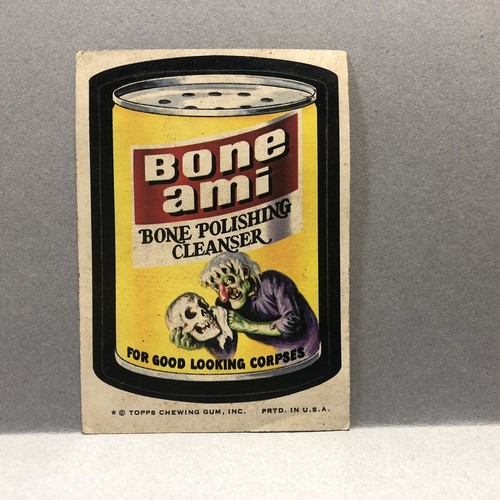 Bone
ami
BONE POLISHING
CLEANSER
FOR GOOD LOOKING CORPSES
* © TOPPS CHEWING GUM, INC. PRTD. IN U.S.A.